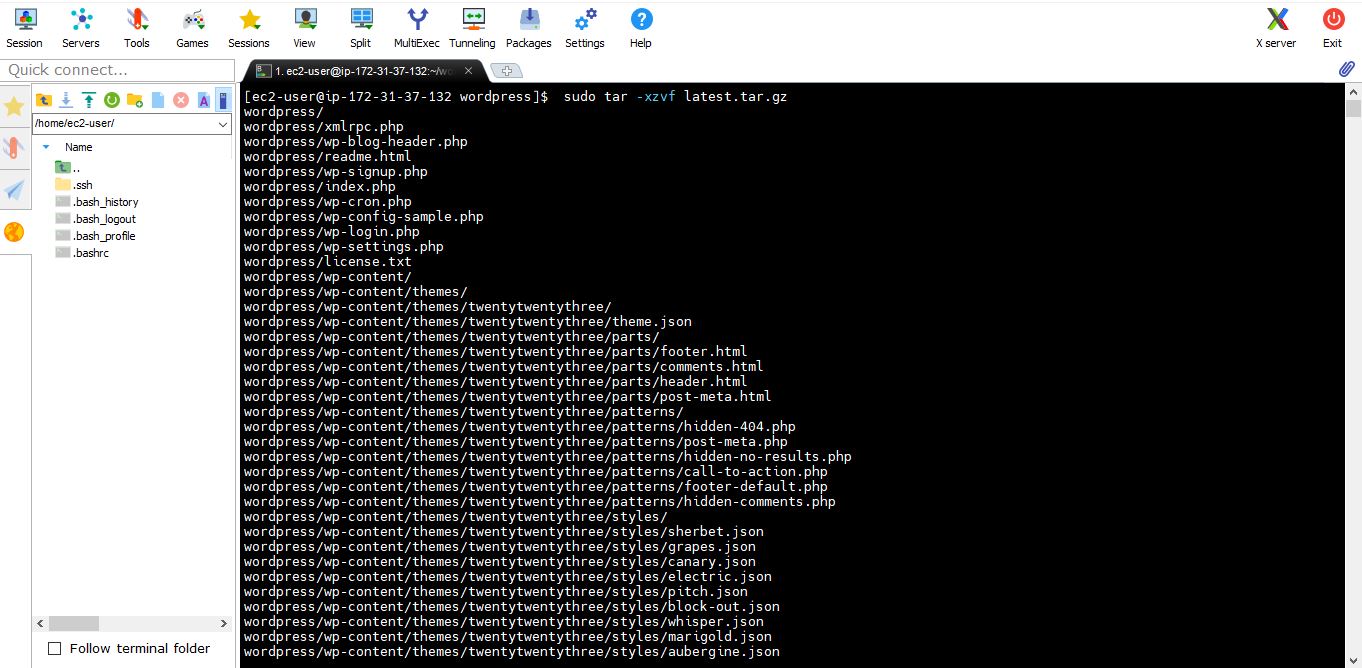 Session Servers Tools Games Sessions View Split MultiExec Tunneling Packages Settings Help X server Exit
Quick connect...
1. ec2-user@ip-172-31-37-132:~/wo
/home/ec2-user/
Name
..
.ssh
.bash_history
.bash_logout
.bash_profile
.bashrc
Follow terminal folder
[ec2-user@ip-172-31-37-132 wordpress]$  sudo tar -xzvf latest.tar.gz
wordpress/
wordpress/xmlrpc.php
wordpress/wp-blog-header.php
wordpress/readme.html
wordpress/wp-signup.php
wordpress/index.php
wordpress/wp-cron.php
wordpress/wp-config-sample.php
wordpress/wp-login.php
wordpress/wp-settings.php
wordpress/license.txt
wordpress/wp-content/
wordpress/wp-content/themes/
wordpress/wp-content/themes/twentytwentythree/
wordpress/wp-content/themes/twentytwentythree/theme.json
wordpress/wp-content/themes/twentytwentythree/parts/
wordpress/wp-content/themes/twentytwentythree/parts/footer.html
wordpress/wp-content/themes/twentytwentythree/parts/comments.html
wordpress/wp-content/themes/twentytwentythree/parts/header.html
wordpress/wp-content/themes/twentytwentythree/parts/post-meta.html
wordpress/wp-content/themes/twentytwentythree/patterns/
wordpress/wp-content/themes/twentytwentythree/patterns/hidden-404.php
wordpress/wp-content/themes/twentytwentythree/patterns/post-meta.php
wordpress/wp-content/themes/twentytwentythree/patterns/hidden-no-results.php
wordpress/wp-content/themes/twentytwentythree/patterns/call-to-action.php
wordpress/wp-content/themes/twentytwentythree/patterns/footer-default.php
wordpress/wp-content/themes/twentytwentythree/patterns/hidden-comments.php
wordpress/wp-content/themes/twentytwentythree/styles/
wordpress/wp-content/themes/twentytwentythree/styles/sherbet.json
wordpress/wp-content/themes/twentytwentythree/styles/grapes.json
wordpress/wp-content/themes/twentytwentythree/styles/canary.json
wordpress/wp-content/themes/twentytwentythree/styles/electric.json
wordpress/wp-content/themes/twentytwentythree/styles/pitch.json
wordpress/wp-content/themes/twentytwentythree/styles/block-out.json
wordpress/wp-content/themes/twentytwentythree/styles/whisper.json
wordpress/wp-content/themes/twentytwentythree/styles/marigold.json
wordpress/wp-content/themes/twentytwentythree/styles/aubergine.json